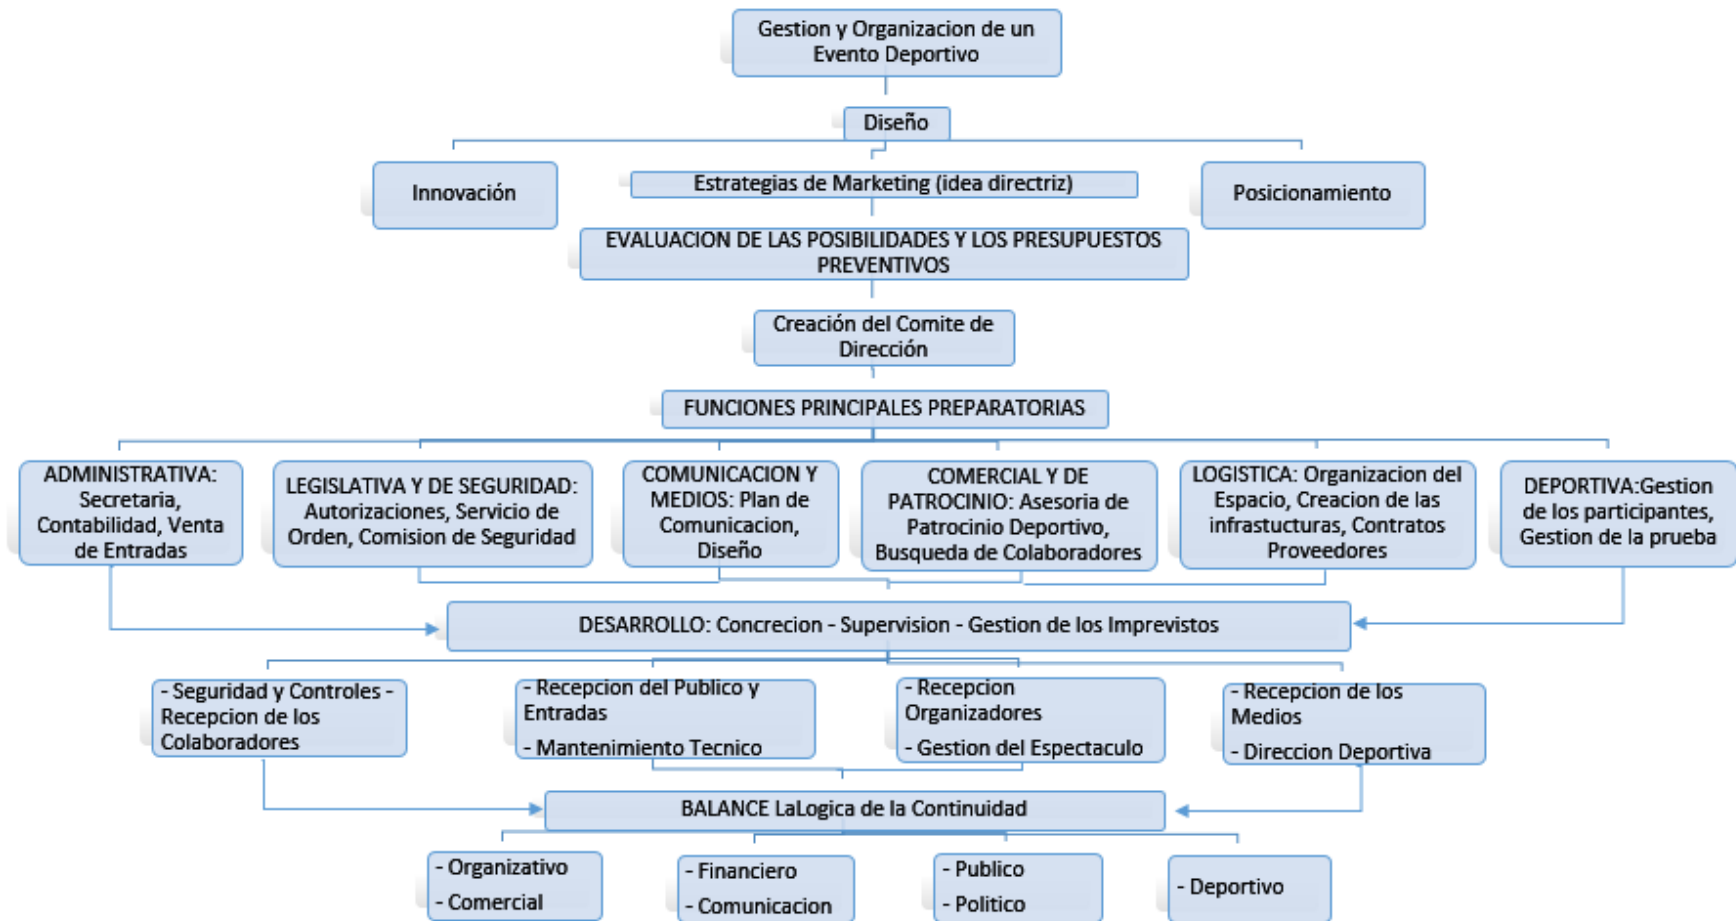 Gestion y Organizacion de un
Evento Deportivo
Diseño
Innovación
Estrategias de Marketing (idea directriz)
Posicionamiento
EVALUACION DE LAS POSIBILIDADES Y LOS PRESUPUESTOS
PREVENTIVOS
Creación del Comite de
Dirección
FUNCIONES PRINCIPALES PREPARATORIAS
ADMINISTRATIVA:
Secretaria,
Contabilidad, Venta
de Entradas
LEGISLATIVA Y DE SEGURIDAD:
Autorizaciones, Servicio de
Orden, Comision de Seguridad
COMUNICACION Y
MEDIOS: Plan de
Comunicacion,
Diseño
COMERCIAL Y DE
PATROCINIO: Asesoria de
Patrocinio Deportivo,
Busqueda de Colaboradores
LOGISTICA: Organizacion del
Espacio, Creacion de las
infrastucturas, Contratos
Proveedores
DEPORTIVA:Gestion
de los participantes,
Gestion de la prueba
DESARROLLO: Concrecion - Supervision - Gestion de los Imprevistos
- Seguridad y Controles -
Recepcion de los
Colaboradores
- Recepcion del Publico y
Entradas
- Mantenimiento Tecnico
- Recepcion
Organizadores
- Gestion del Espectaculo
- Recepcion de los
Medios
- Direccion Deportiva
BALANCE LaLogica de la Continuidad
- Organizativo
- Comercial
- Financiero
- Comunicacion
- Publico
- Politico
- Deportivo